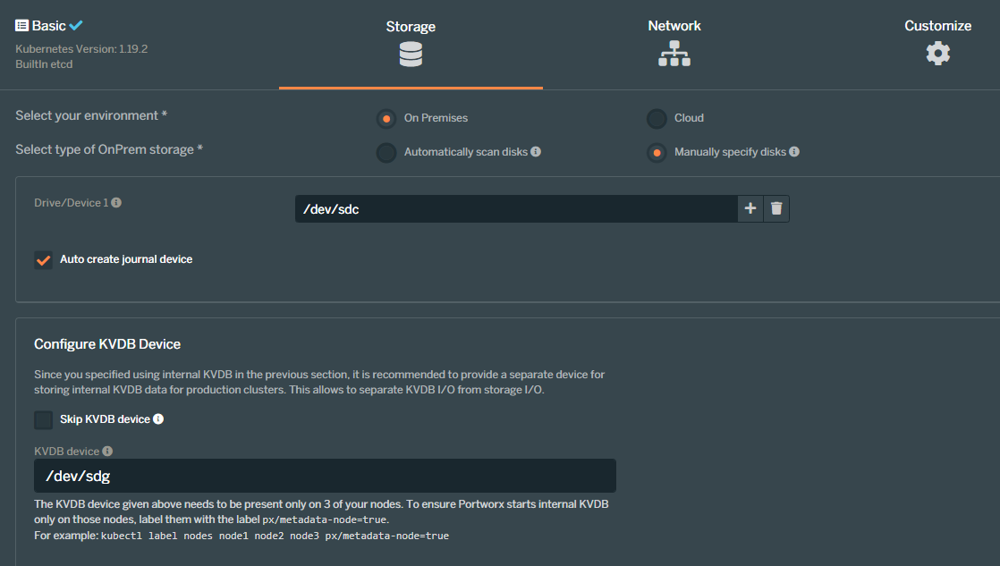 Basic
Kubernetes Version: 1.19.2
BuiltIn etcd
Storage
Network
Customize
Select your environment *
On Premises
Cloud
Select type of OnPrem storage *
Automatically scan disks
Manually specify disks
Drive/Device 1
/dev/sdc
Auto create journal device
Configure KVDB Device
Since you specified using internal KVDB in the previous section, it is recommended to provide a separate device for
storing internal KVDB data for production clusters. This allows to separate KVDB I/O from storage I/O.
Skip KVDB device
KVDB device
/dev/sdg
The KVDB device given above needs to be present only on 3 of your nodes. To ensure Portworx starts internal KVDB
only on those nodes, label them with the label px/metadata-node=true.
For example: kubectl label nodes node1 node2 node3 px/metadata-node=true